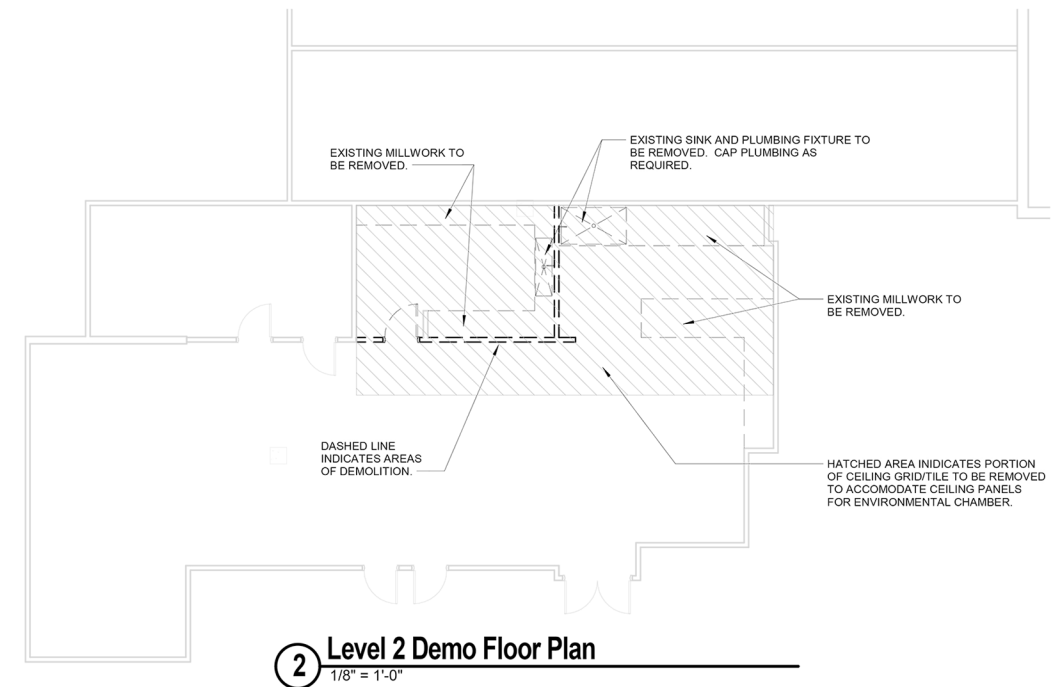 EXISTING MILLWORK TO
BE REMOVED.
EXISTING SINK AND PLUMBING FIXTURE TO
BE REMOVED. CAP PLUMBING AS
REQUIRED.
EXISTING MILLWORK TO
BE REMOVED.
DASHED LINE
INDICATES AREAS
OF DEMOLITION.
HATCHED AREA INIDICATES PORTION
OF CEILING GRID/TILE TO BE REMOVED
TO ACCOMODATE CEILING PANELS
FOR ENVIRONMENTAL CHAMBER.
2
Level 2 Demo Floor Plan
1/8" = 1'-0"